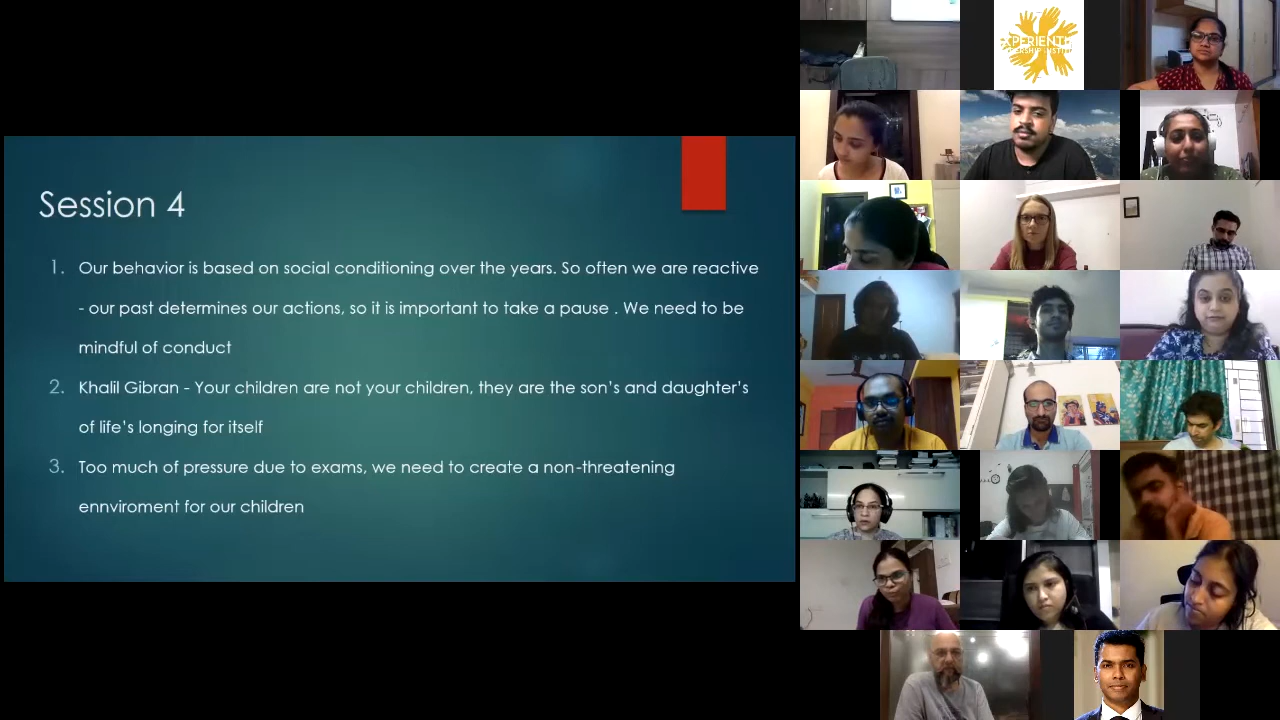 Session 4
1. Our behavior is based on social conditioning over the years. So often we are reactive
- our past determines our actions, so it is important to take a pause . We need to be
mindful of conduct
2. Khalil Gibran - Your children are not your children, they are the son's and daughter's
of life's longing for itself
3. Too much of pressure due to exams, we need to create a non-threatening
ennviroment for our children